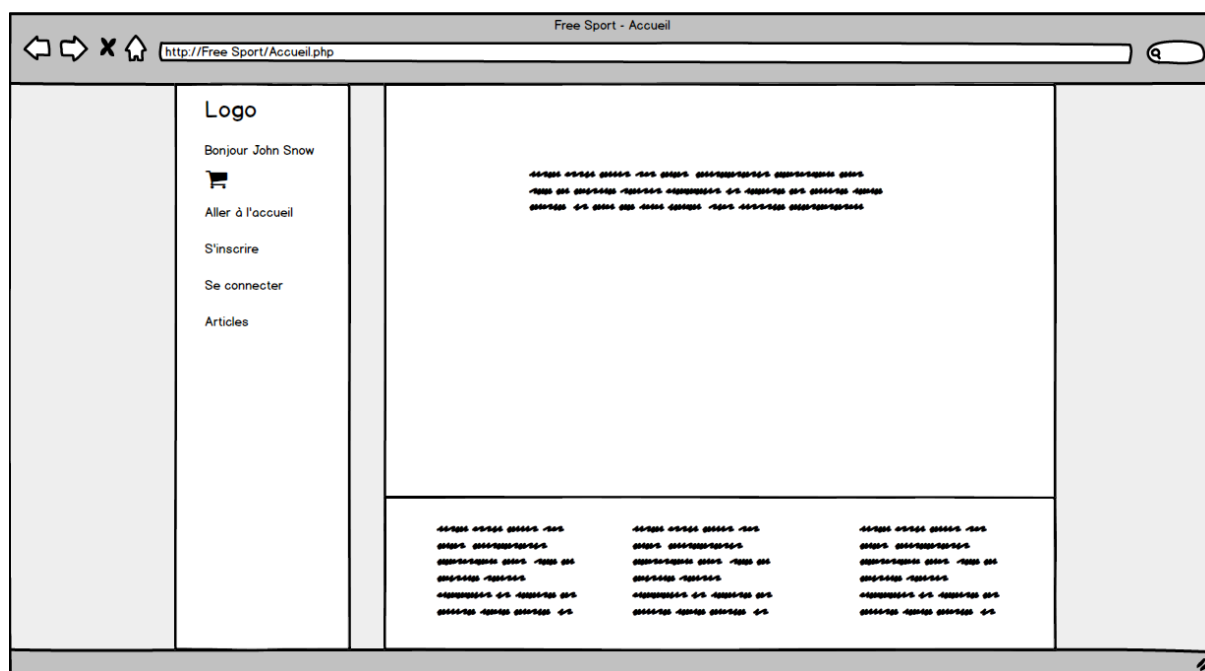 Free Sport - Accueil
http://Free Sport/Accueil.php
Logo
Bonjour John Snow
Aller à l'accueil
S'inscrire
Se connecter
Articles